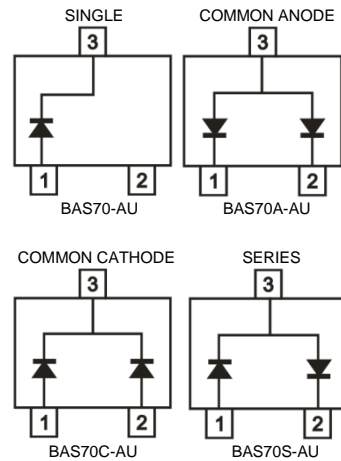 SINGLE
3
1 2
BAS70-AU
COMMON ANODE
3
1 2
BAS70A-AU
COMMON CATHODE
3
1 2
BAS70C-AU
SERIES
3
1 2
BAS70S-AU